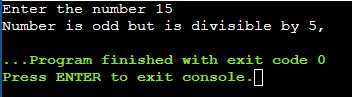 Enter the number 15
Number is odd but is divisible by 5,
...Program finished with exit code 0
Press ENTER to exit console.